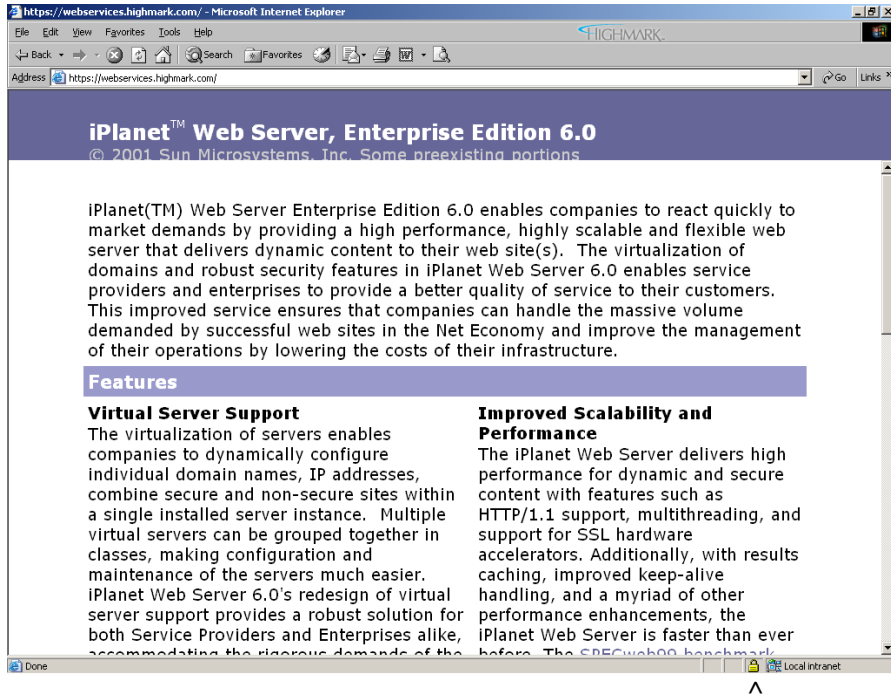 https://webservices.highmark.com/ - Microsoft Internet Explorer
File Edit View Favorites Tools Help
HIGHMARK.
Back Search Favorites
Address https://webservices.highmark.com/ Go Links »
iPlanet™ Web Server, Enterprise Edition 6.0
© 2001 Sun Microsystems, Inc. Some preexisting portions
iPlanet(TM) Web Server Enterprise Edition 6.0 enables companies to react quickly to
market demands by providing a high performance, highly scalable and flexible web
server that delivers dynamic content to their web site(s). The virtualization of
domains and robust security features in iPlanet Web Server 6.0 enables service
providers and enterprises to provide a better quality of service to their customers.
This improved service ensures that companies can handle the massive volume
demanded by successful web sites in the Net Economy and improve the management
of their operations by lowering the costs of their infrastructure.
Features
Virtual Server Support
The virtualization of servers enables
companies to dynamically configure
individual domain names, IP addresses,
combine secure and non-secure sites within
a single installed server instance. Multiple
virtual servers can be grouped together in
classes, making configuration and
maintenance of the servers much easier.
iPlanet Web Server 6.0's redesign of virtual
server support provides a robust solution for
both Service Providers and Enterprises alike,
accommodating the rigorous demands of the
Improved Scalability and
Performance
The iPlanet Web Server delivers high
performance for dynamic and secure
content with features such as
HTTP/1.1 support, multithreading, and
support for SSL hardware
accelerators. Additionally, with results
caching, improved keep-alive
handling, and a myriad of other
performance enhancements, the
iPlanet Web Server is faster than ever
before. The SPECweb99 benchmark
Done Local intranet
^